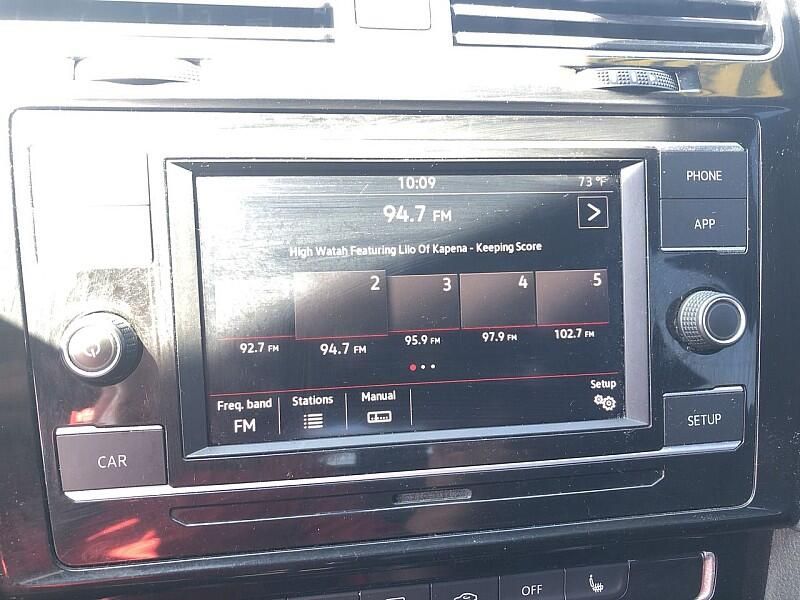 10:09 73 °F
94.7 FM
High Watah Featuring Lilo Of Kapena - Keeping Score
2 3 4 5
92.7 FM 94.7 FM 95.9 FM 97.9 FM 102.7 FM
Freq. band Stations Manual Setup
FM
PHONE
APP
CAR
SETUP
OFF